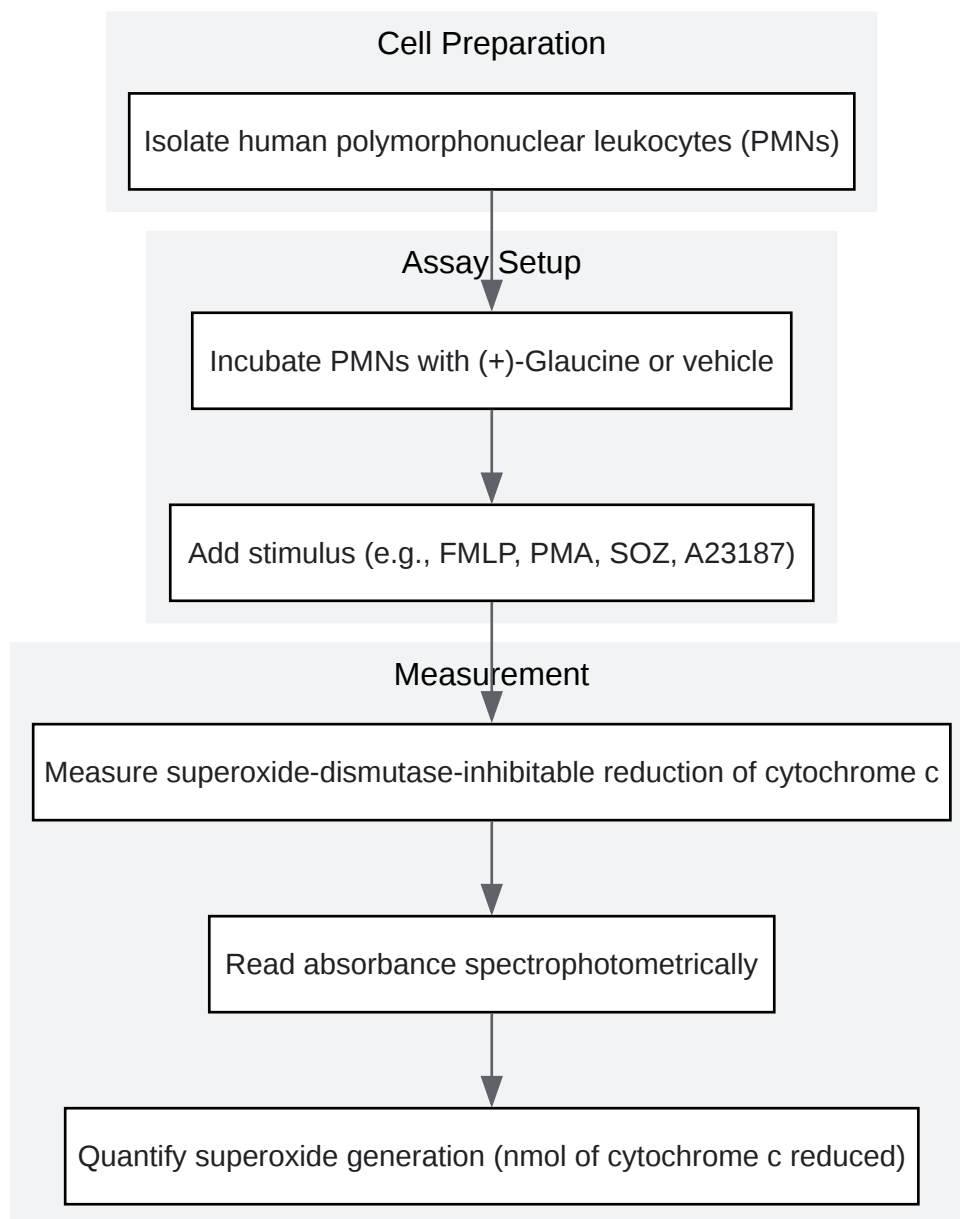 Cell Preparation
Isolate human polymorphonuclear leukocytes (PMNs)
Assay Setup
Incubate PMNs with (+)-Glaucine or vehicle
Add stimulus (e.g., FMLP, PMA, SOZ, A23187)
Measurement
Measure superoxide-dismutase-inhibitable reduction of cytochrome c
Read absorbance spectrophotometrically
Quantify superoxide generation (nmol of cytochrome c reduced)